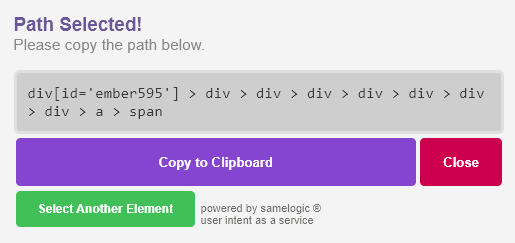 Path Selected!
Please copy the path below.
div[id='ember595'] > div > div > div > div > div > div
> div > a > span
Copy to Clipboard
Close
Select Another Element
powered by samelogic ®
user intent as a service